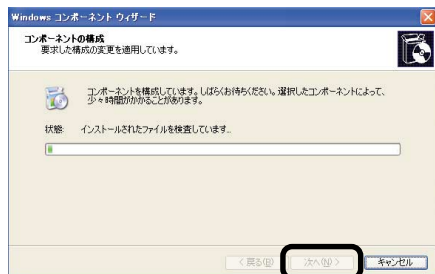 Windows コンポーネント ウィザード
コンポーネントの構成
要求した構成の変更を適用しています。
コンポーネントを構成しています。しばらくお待ちください。選択したコンポーネントによって、
少々時間がかかることがあります。
状態: インストールされたファイルを検査しています...
< 戻る(B) 次へ(N) > キャンセル